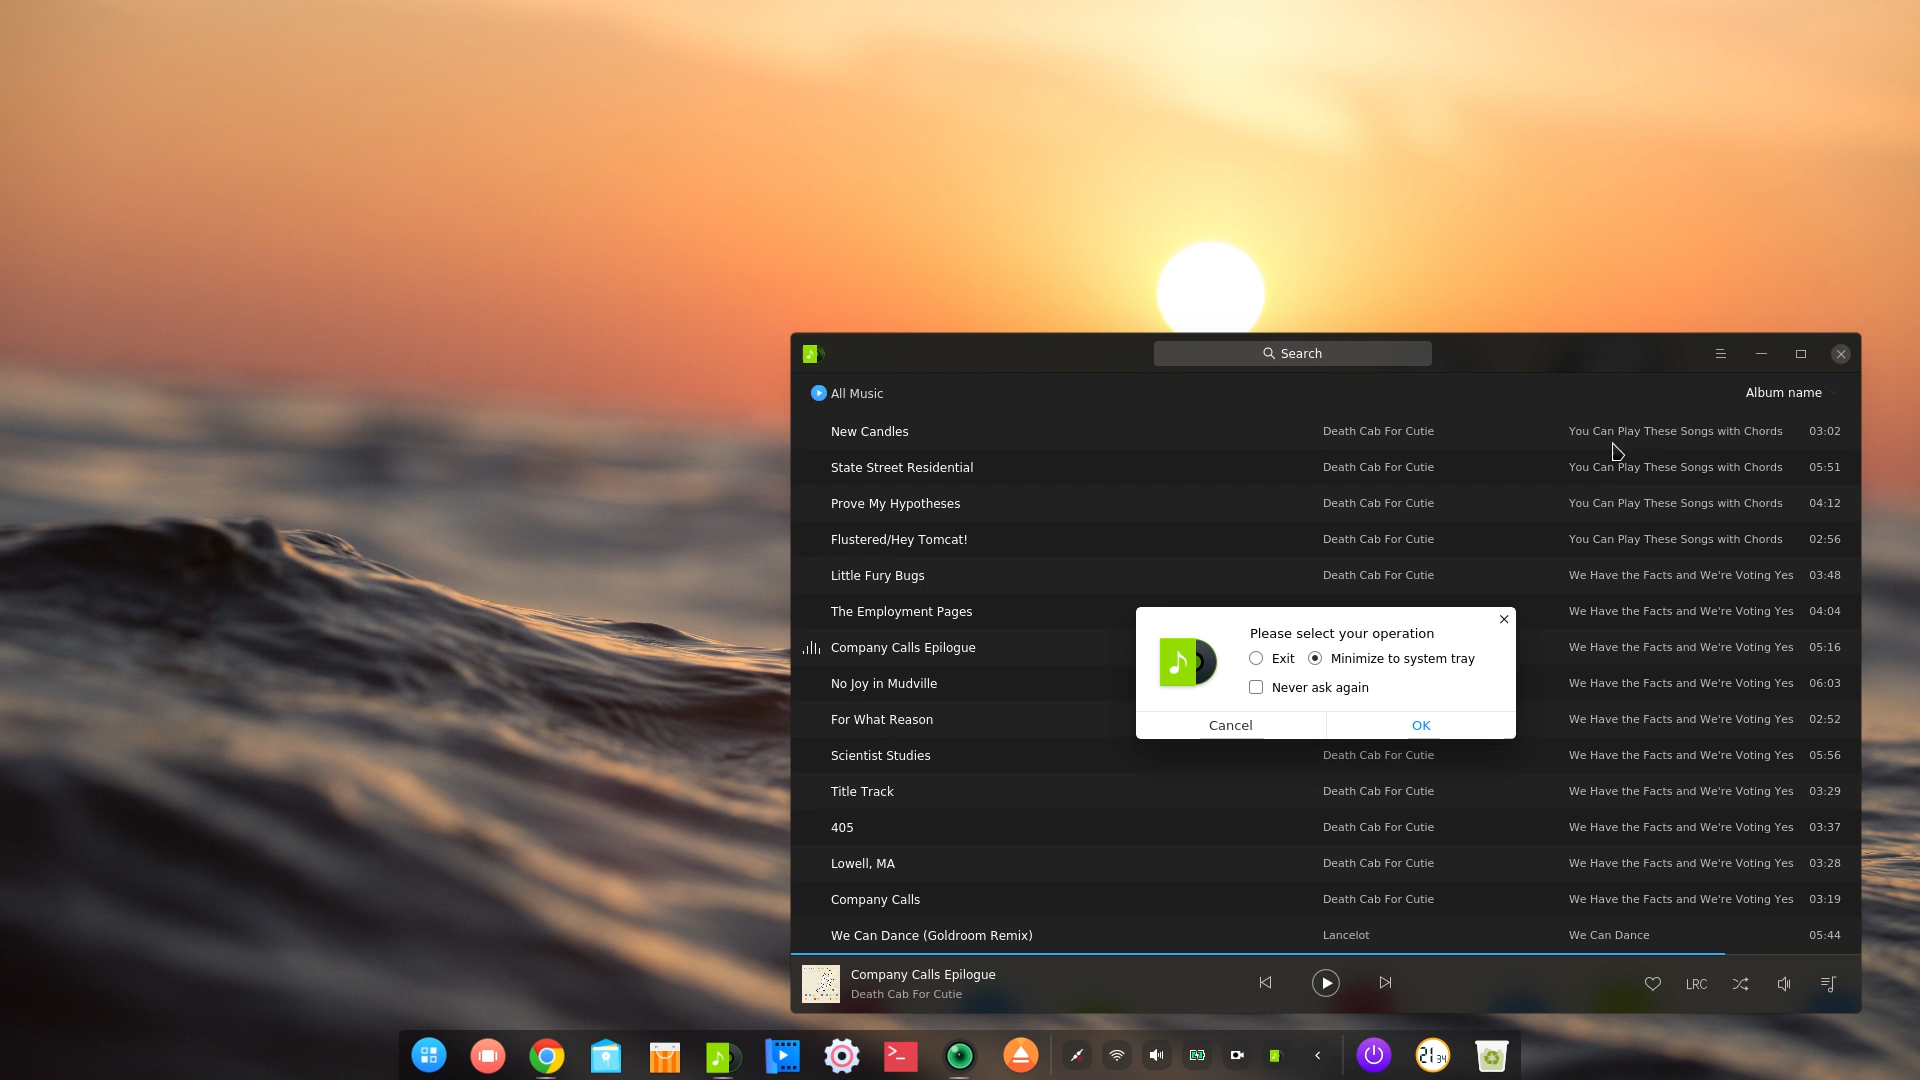 Search
All Music
Album name
New Candles Death Cab For Cutie You Can Play These Songs with Chords 03:02
State Street Residential Death Cab For Cutie You Can Play These Songs with Chords 05:51
Prove My Hypotheses Death Cab For Cutie You Can Play These Songs with Chords 04:12
Flustered/Hey Tomcat! Death Cab For Cutie You Can Play These Songs with Chords 02:56
Little Fury Bugs Death Cab For Cutie We Have the Facts and We're Voting Yes 03:48
The Employment Pages We Have the Facts and We're Voting Yes 04:04
Company Calls Epilogue We Have the Facts and We're Voting Yes 05:16
No Joy in Mudville We Have the Facts and We're Voting Yes 06:03
For What Reason We Have the Facts and We're Voting Yes 02:52
Scientist Studies Death Cab For Cutie We Have the Facts and We're Voting Yes 05:56
Title Track Death Cab For Cutie We Have the Facts and We're Voting Yes 03:29
405 Death Cab For Cutie We Have the Facts and We're Voting Yes 03:37
Lowell, MA Death Cab For Cutie We Have the Facts and We're Voting Yes 03:28
Company Calls Death Cab For Cutie We Have the Facts and We're Voting Yes 03:19
We Can Dance (Goldroom Remix) Lancelot We Can Dance 05:44
Please select your operation
Exit Minimize to system tray
Never ask again
Cancel OK
Company Calls Epilogue
Death Cab For Cutie
LRC
21 34